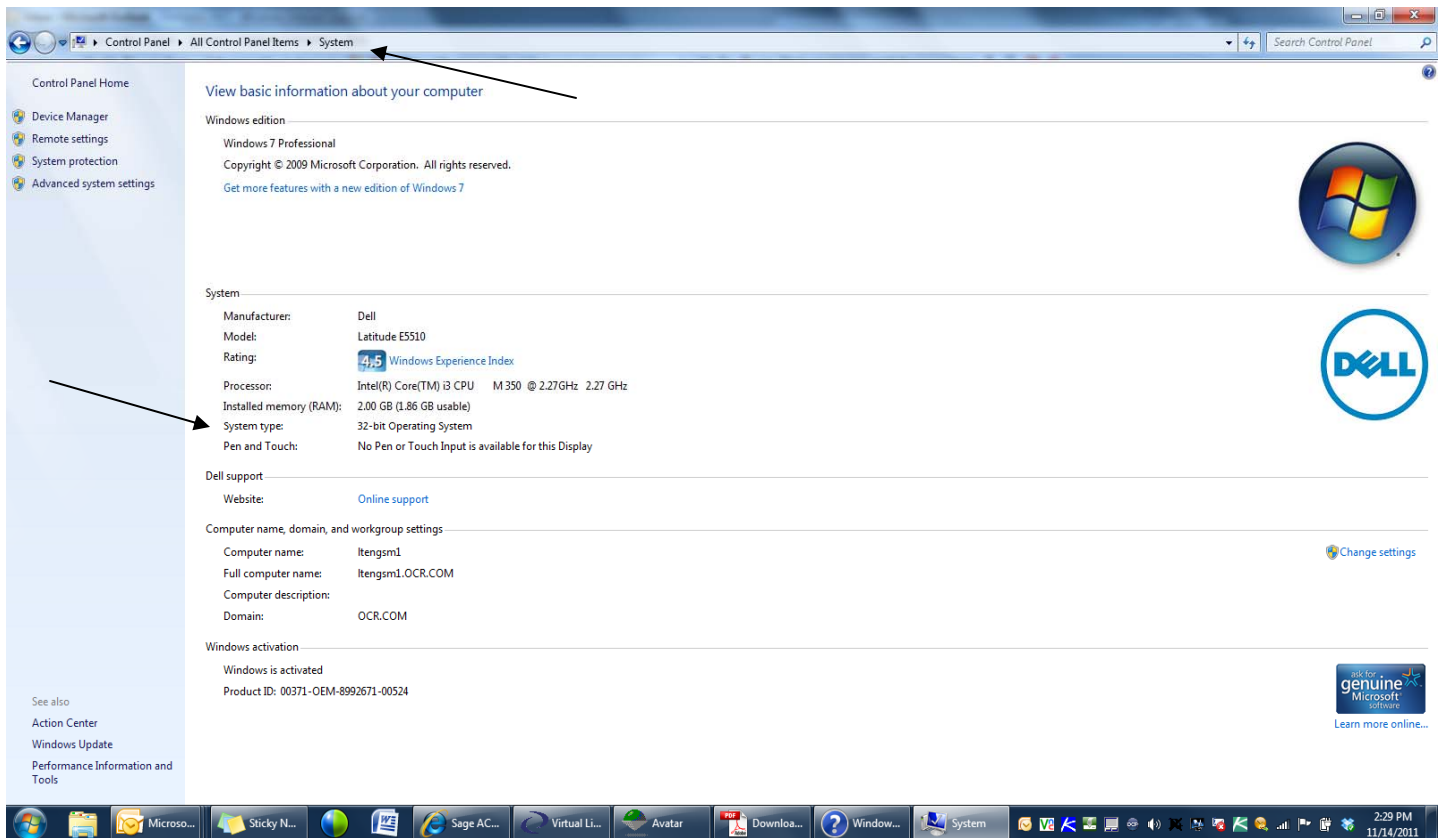 Control Panel ▸ All Control Panel Items ▸ System
Search Control Panel
Control Panel Home
Device Manager
Remote settings
System protection
Advanced system settings
See also
Action Center
Windows Update
Performance Information and
Tools
View basic information about your computer
Windows edition
Windows 7 Professional
Copyright © 2009 Microsoft Corporation. All rights reserved.
Get more features with a new edition of Windows 7
System
Manufacturer: Dell
Model: Latitude E5510
Rating: 4,5 Windows Experience Index
Processor: Intel(R) Core(TM) i3 CPU M 350 @ 2.27GHz 2.27 GHz
Installed memory (RAM): 2.00 GB (1.86 GB usable)
System type: 32-bit Operating System
Pen and Touch: No Pen or Touch Input is available for this Display
DELL
Dell support
Website: Online support
Computer name, domain, and workgroup settings
Computer name: ltengsm1
Change settings
Full computer name: ltengsm1.OCR.COM
Computer description:
Domain: OCR.COM
Windows activation
Windows is activated
Product ID: 00371-OEM-8992671-00524
ask for
genuine
Microsoft
software
Learn more online...
Microso...
Sticky N...
Sage AC...
Virtual Li...
Avatar
PDF
Adobe
Downloa...
Window...
System
2:29 PM
11/14/2011